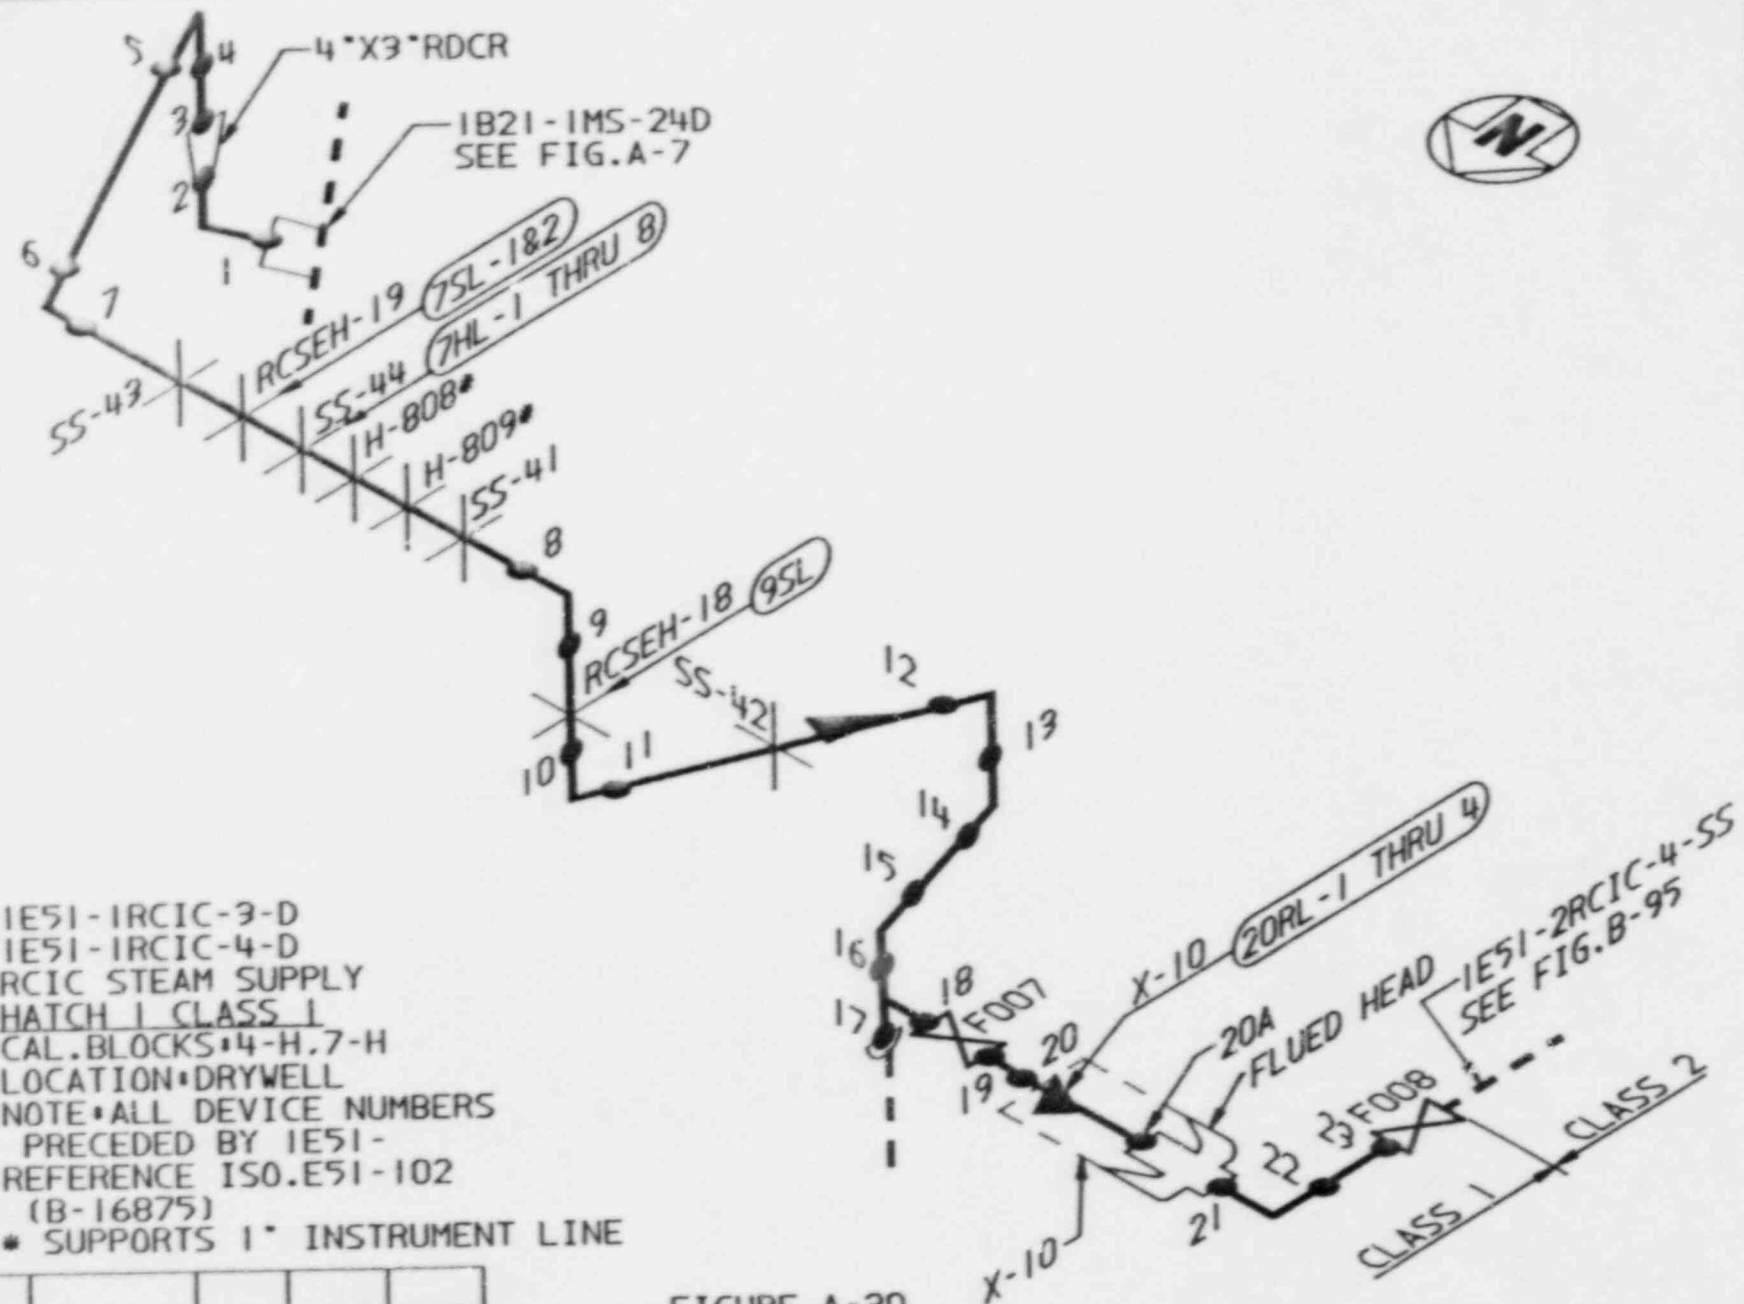 5
4
4"X3"RDCR
3
1B21-1MS-24D
SEE FIG.A-7
2
1
6
7
RCSEH-19
7SL-1&2
SS-43
SS-44
7HL-1 THRU 8
H-808*
H-809*
SS-41
8
9
RCSEH-18
9SL
SS-42
10
11
12
13
14
15
16
17
18
F007
19
20
X-10
20RL-1 THRU 4
20A
FLUED HEAD
1E51-2RCIC-4-SS
SEE FIG.B-95
21
22
23
F008
X-10
CLASS 1
CLASS 2
N
1E51-1RCIC-3-D
1E51-1RCIC-4-D
RCIC STEAM SUPPLY
HATCH 1 CLASS 1
CAL.BLOCKS:4-H.7-H
LOCATION:DRYWELL
NOTE:ALL DEVICE NUMBERS
PRECEDED BY 1E51-
REFERENCE ISO.E51-102
(B-16875)
* SUPPORTS 1" INSTRUMENT LINE